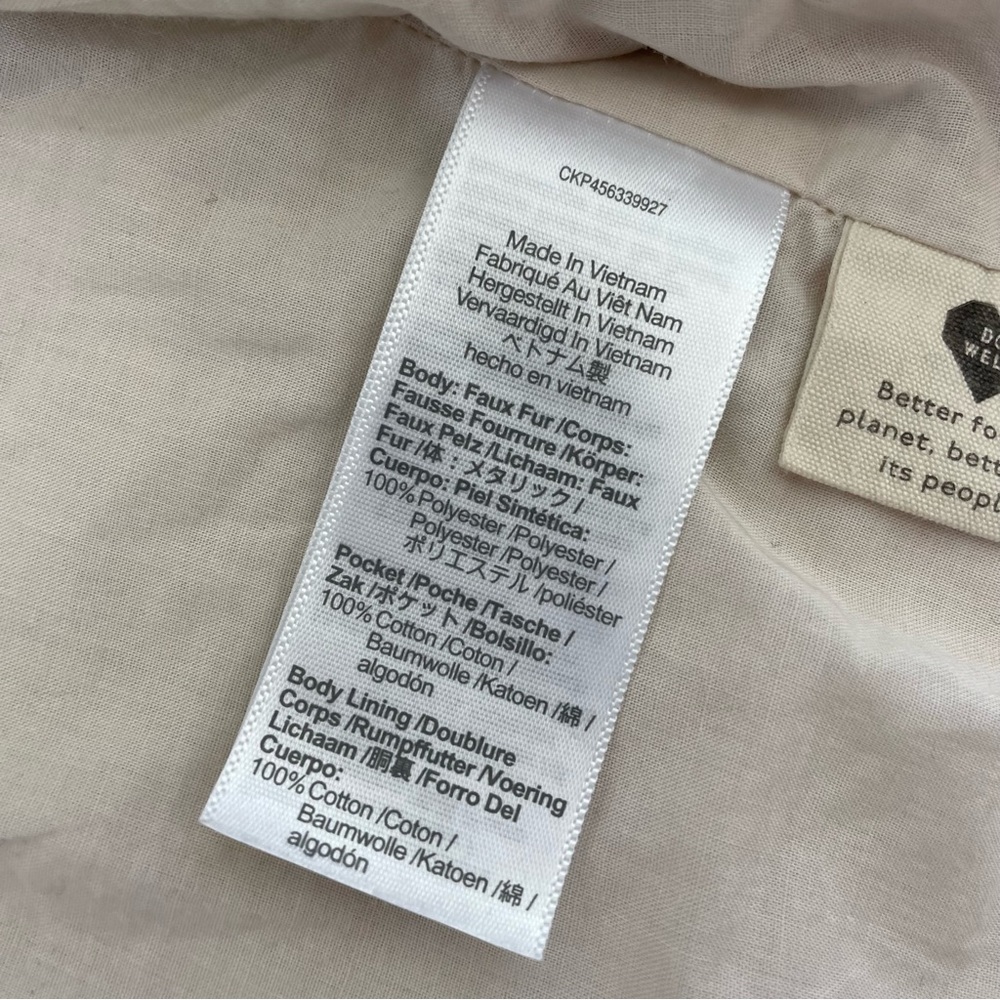 CKP456339927
Made In Vietnam
Fabriqué Au Viêt Nam
Hergestellt In Vietnam
Vervaardigd In Vietnam
ベトナム製
hecho en vietnam
Body: Faux Fur /Corps:
Fausse Fourrure /Körper:
Faux Pelz /Lichaam: Faux
Fur /体：メタリック /
Cuerpo: Piel Sintética:
100% Polyester /Polyester /
Polyester /Polyester /
ポリエステル /poliéster
Pocket /Poche /Tasche /
Zak /ポケット /Bolsillo:
100% Cotton /Coton /
Baumwolle /Katoen /綿 /
algodón
Body Lining /Doublure
Corps /Rumpffutter /Voering
Lichaam /胴裏 /Forro Del
Cuerpo:
100% Cotton /Coton /
Baumwolle /Katoen /綿 /
algodón
Better
planet,
its